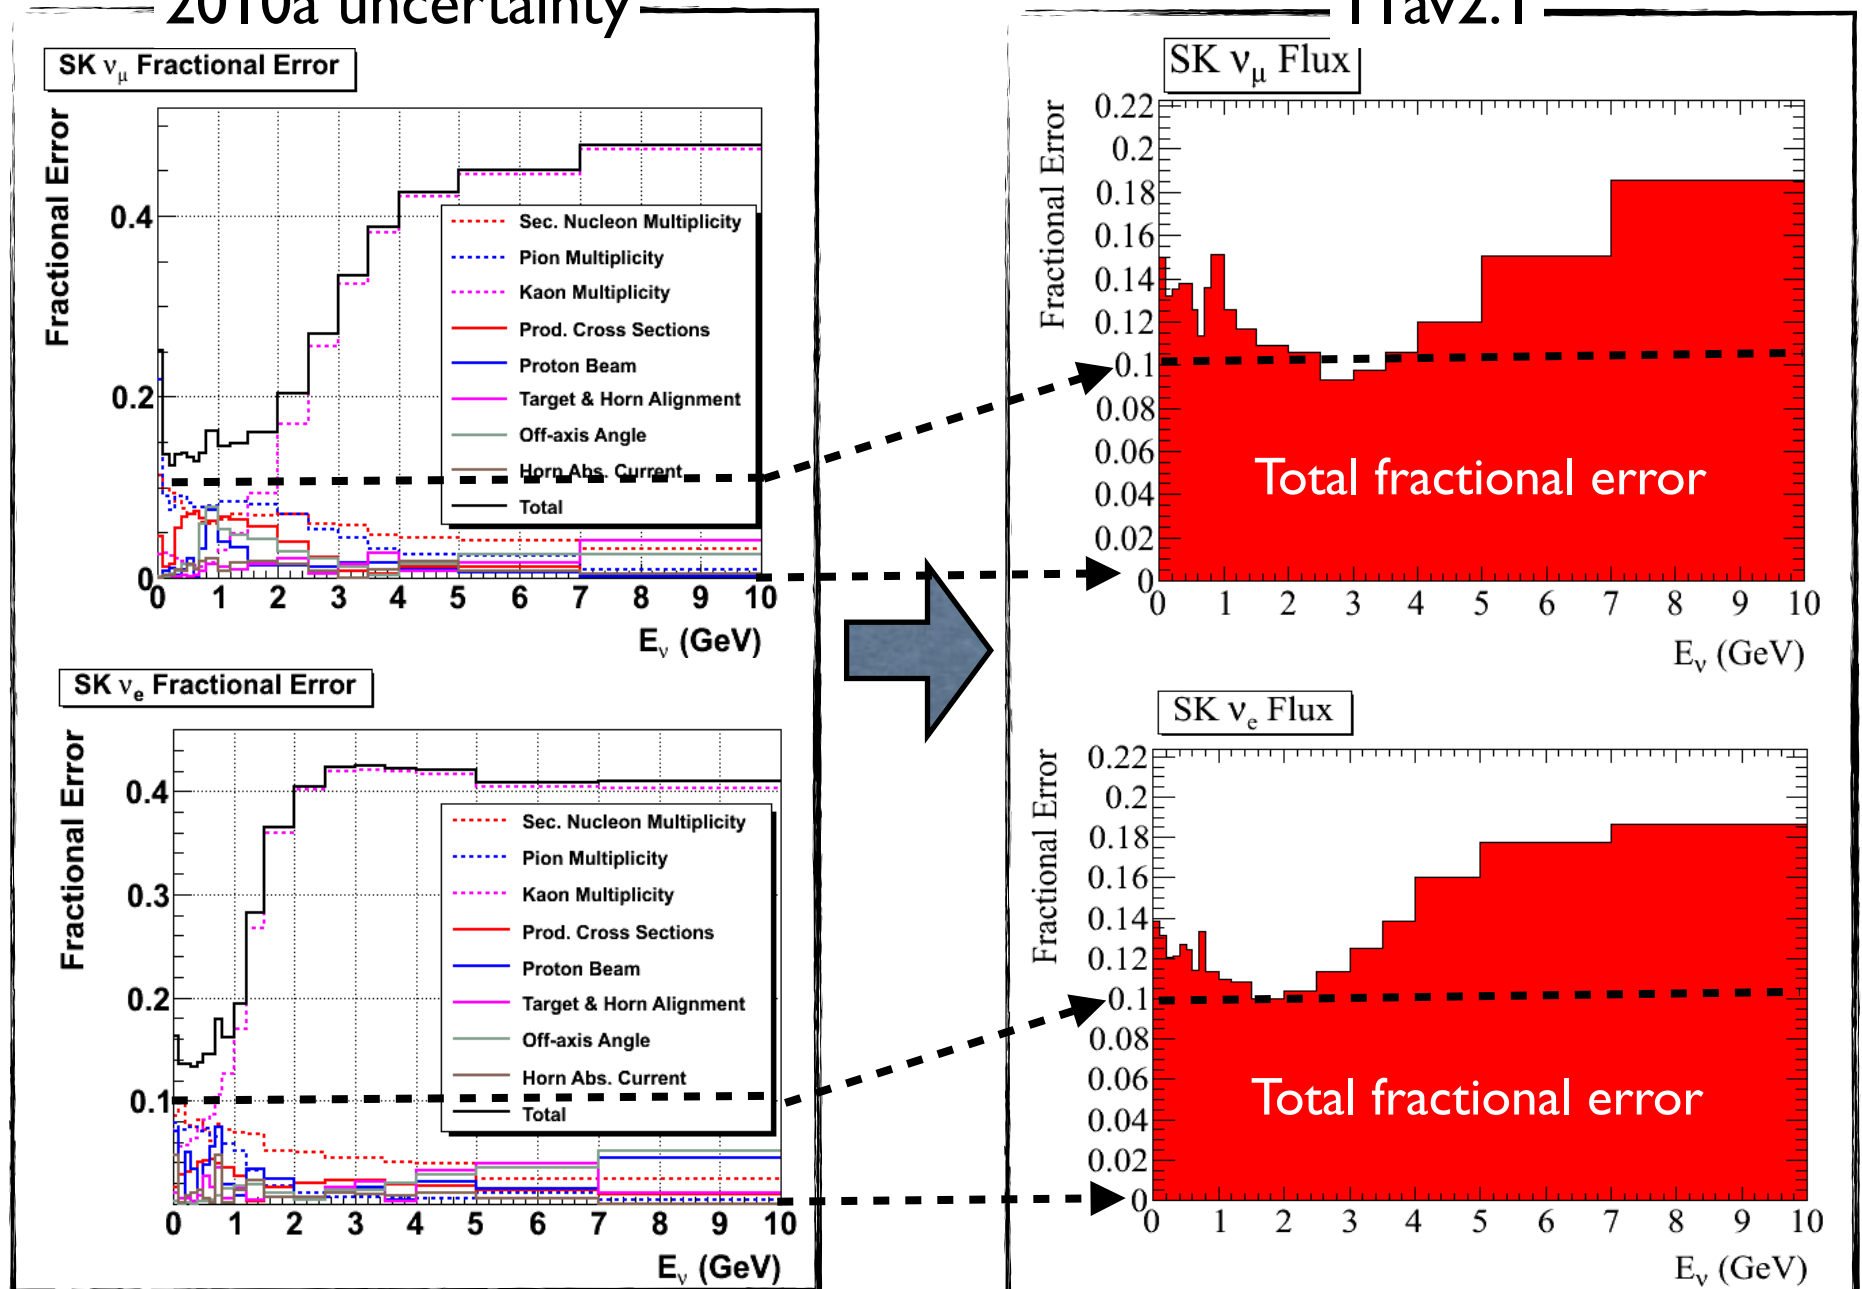 2010a uncertainty
SK νμ Fractional Error
Fractional Error
0.4
0.2
0
Sec. Nucleon Multiplicity
Pion Multiplicity
Kaon Multiplicity
Prod. Cross Sections
Proton Beam
Target & Horn Alignment
Off-axis Angle
Horn Abs. Current
Total
0 1 2 3 4 5 6 7 8 9 10
Eν (GeV)
SK νe Fractional Error
Fractional Error
0.4
0.3
0.2
0.1
Sec. Nucleon Multiplicity
Pion Multiplicity
Kaon Multiplicity
Prod. Cross Sections
Proton Beam
Target & Horn Alignment
Off-axis Angle
Horn Abs. Current
Total
0 1 2 3 4 5 6 7 8 9 10
Eν (GeV)
11av2.1
SK νμ Flux
Fractional Error
0.22
0.2
0.18
0.16
0.14
0.12
0.1
0.08
0.06
0.04
0.02
0
Total fractional error
0 1 2 3 4 5 6 7 8 9 10
Eν (GeV)
SK νe Flux
Fractional Error
0.22
0.2
0.18
0.16
0.14
0.12
0.1
0.08
0.06
0.04
0.02
0
Total fractional error
0 1 2 3 4 5 6 7 8 9 10
Eν (GeV)